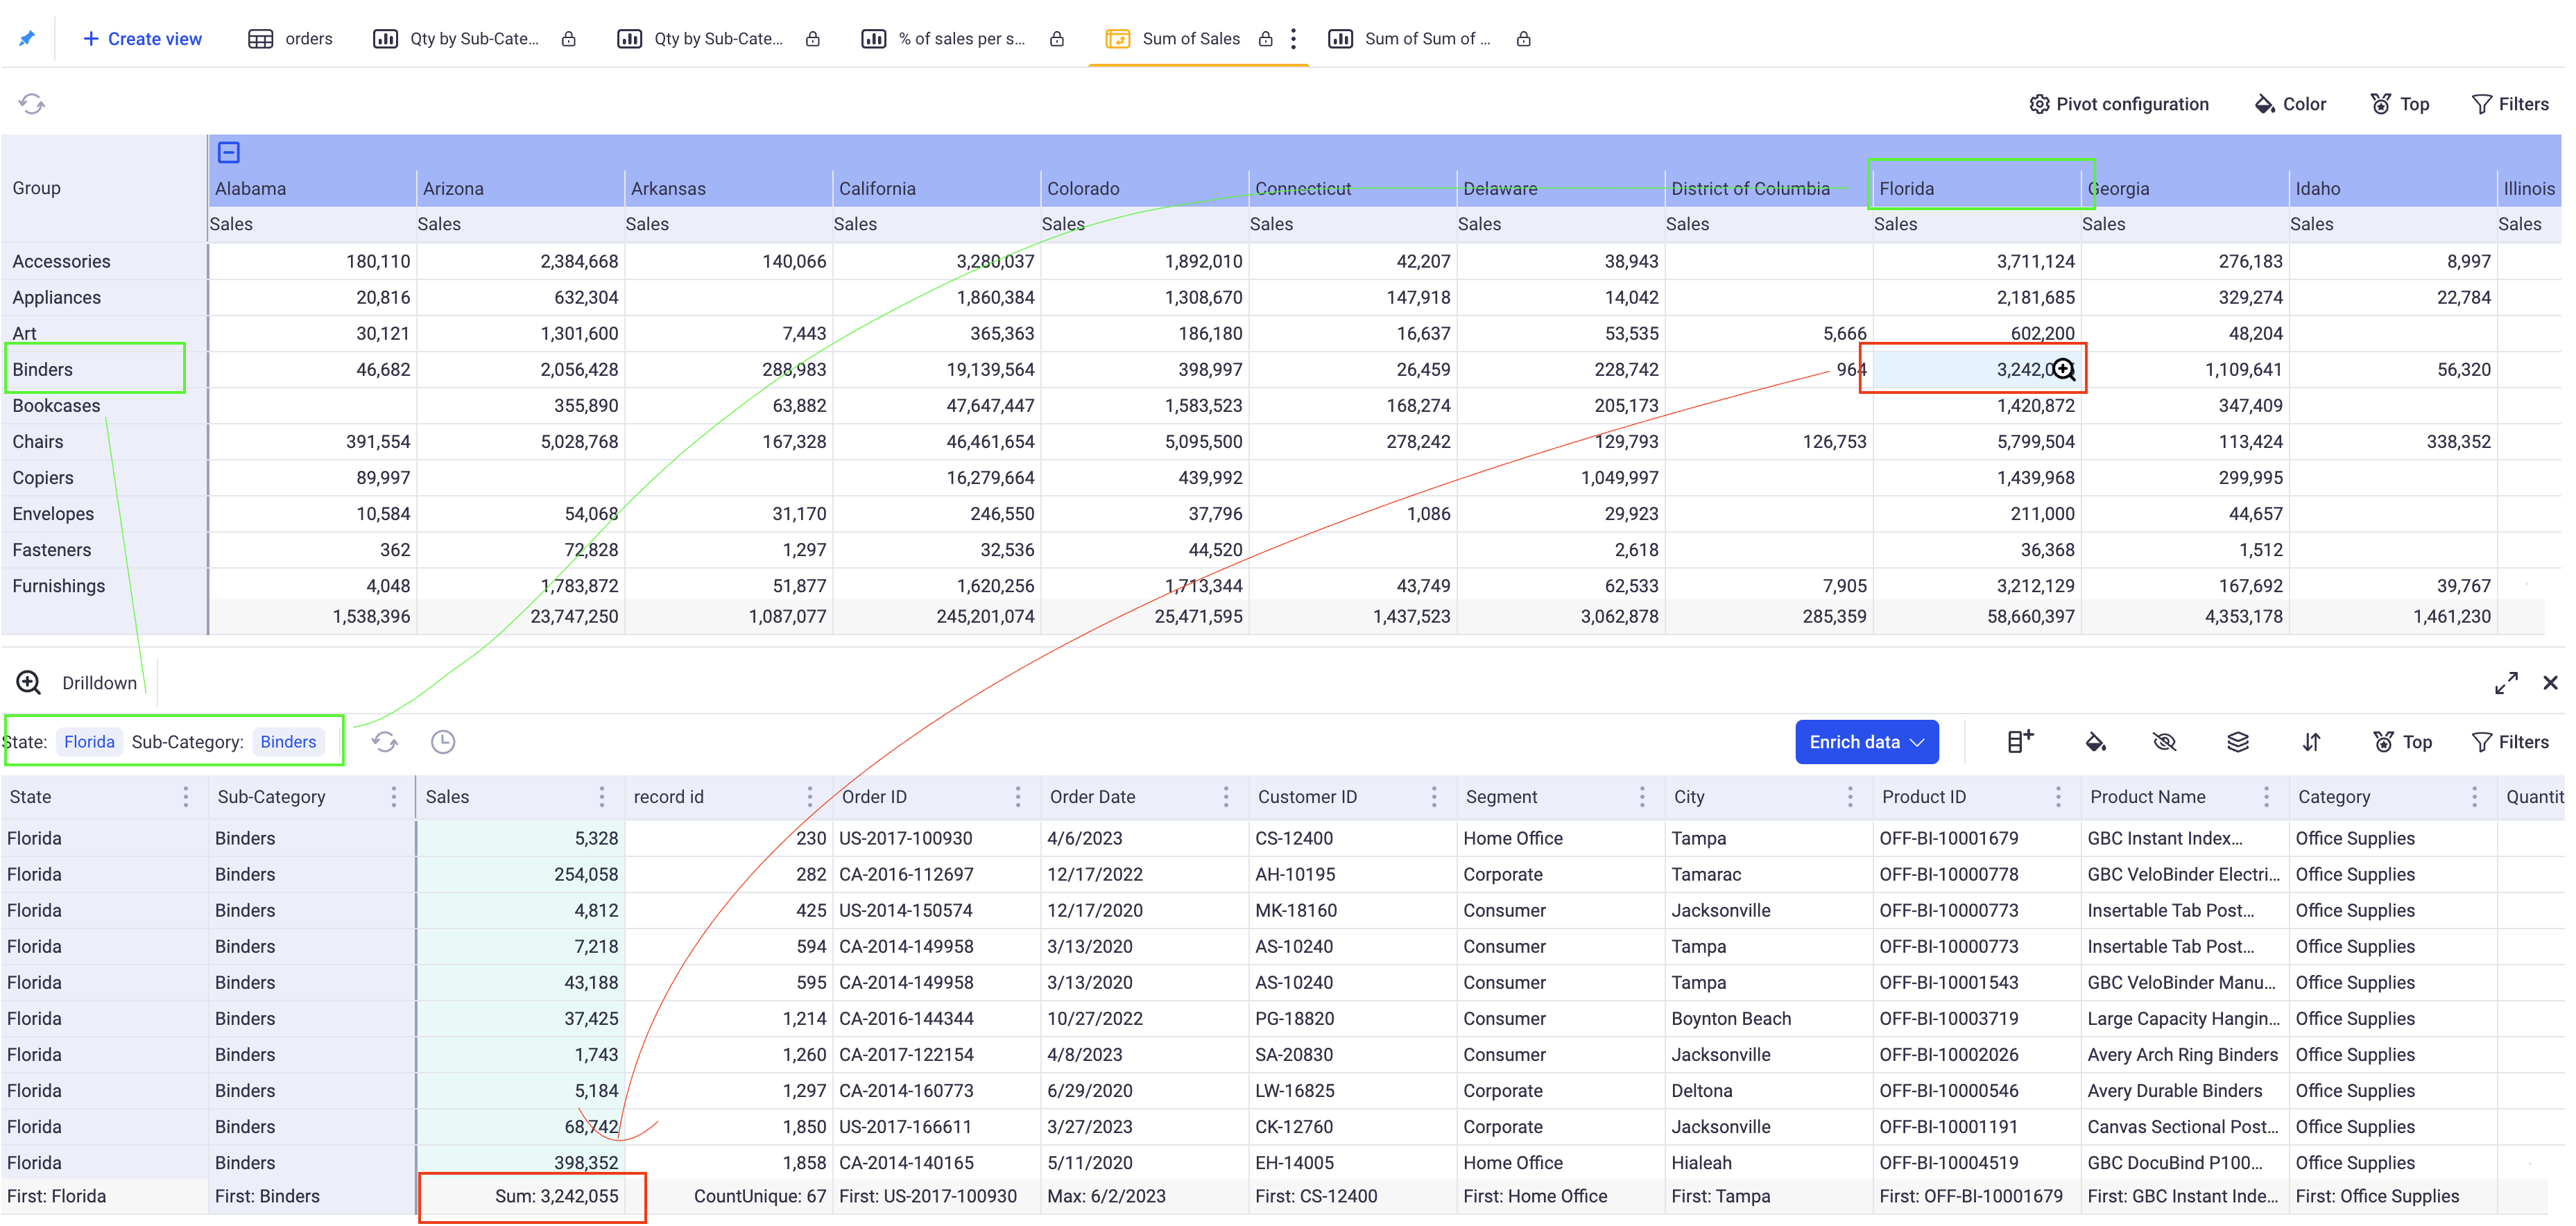 Create view orders Qty by Sub-Cate... Qty by Sub-Cate... % of sales per s... Sum of Sales Sum of Sum of ...
Pivot configuration Color Top Filters
Group Alabama Arizona Arkansas California Colorado Connecticut Delaware District of Columbia Florida Georgia Idaho Illinois
Sales Sales Sales Sales Sales Sales Sales Sales Sales Sales Sales Sales
Accessories 180,110 2,384,668 140,066 3,280,037 1,892,010 42,207 38,943 3,711,124 276,183 8,997
Appliances 20,816 632,304 1,860,384 1,308,670 147,918 14,042 2,181,685 329,274 22,784
Art 30,121 1,301,600 7,443 365,363 186,180 16,637 53,535 5,666 602,200 48,204
Binders 46,682 2,056,428 288,983 19,139,564 398,997 26,459 228,742 964 3,242,0 1,109,641 56,320
Bookcases 355,890 63,882 47,647,447 1,583,523 168,274 205,173 1,420,872 347,409
Chairs 391,554 5,028,768 167,328 46,461,654 5,095,500 278,242 129,793 126,753 5,799,504 113,424 338,352
Copiers 89,997 16,279,664 439,992 1,049,997 1,439,968 299,995
Envelopes 10,584 54,068 31,170 246,550 37,796 1,086 29,923 211,000 44,657
Fasteners 362 72,828 1,297 32,536 44,520 2,618 36,368 1,512
Furnishings 4,048 1,783,872 51,877 1,620,256 1,713,344 43,749 62,533 7,905 3,212,129 167,692 39,767
1,538,396 23,747,250 1,087,077 245,201,074 25,471,595 1,437,523 3,062,878 285,359 58,660,397 4,353,178 1,461,230
Drilldown
State: Florida Sub-Category: Binders Enrich data Top Filters
State Sub-Category Sales record id Order ID Order Date Customer ID Segment City Product ID Product Name Category Quantit
Florida Binders 5,328 230 US-2017-100930 4/6/2023 CS-12400 Home Office Tampa OFF-BI-10001679 GBC Instant Index... Office Supplies
Florida Binders 254,058 282 CA-2016-112697 12/17/2022 AH-10195 Corporate Tamarac OFF-BI-10000778 GBC VeloBinder Electri... Office Supplies
Florida Binders 4,812 425 US-2014-150574 12/17/2020 MK-18160 Consumer Jacksonville OFF-BI-10000773 Insertable Tab Post... Office Supplies
Florida Binders 7,218 594 CA-2014-149958 3/13/2020 AS-10240 Consumer Tampa OFF-BI-10000773 Insertable Tab Post... Office Supplies
Florida Binders 43,188 595 CA-2014-149958 3/13/2020 AS-10240 Consumer Tampa OFF-BI-10001543 GBC VeloBinder Manu... Office Supplies
Florida Binders 37,425 1,214 CA-2016-144344 10/27/2022 PG-18820 Consumer Boynton Beach OFF-BI-10003719 Large Capacity Hangin... Office Supplies
Florida Binders 1,743 1,260 CA-2017-122154 4/8/2023 SA-20830 Consumer Jacksonville OFF-BI-10002026 Avery Arch Ring Binders Office Supplies
Florida Binders 5,184 1,297 CA-2014-160773 6/29/2020 LW-16825 Corporate Deltona OFF-BI-10000546 Avery Durable Binders Office Supplies
Florida Binders 68,742 1,850 US-2017-166611 3/27/2023 CK-12760 Corporate Jacksonville OFF-BI-10001191 Canvas Sectional Post... Office Supplies
Florida Binders 398,352 1,858 CA-2014-140165 5/11/2020 EH-14005 Home Office Hialeah OFF-BI-10004519 GBC DocuBind P100... Office Supplies
First: Florida First: Binders Sum: 3,242,055 CountUnique: 67 First: US-2017-100930 Max: 6/2/2023 First: CS-12400 First: Home Office First: Tampa First: OFF-BI-10001679 First: GBC Instant Inde... First: Office Supplies